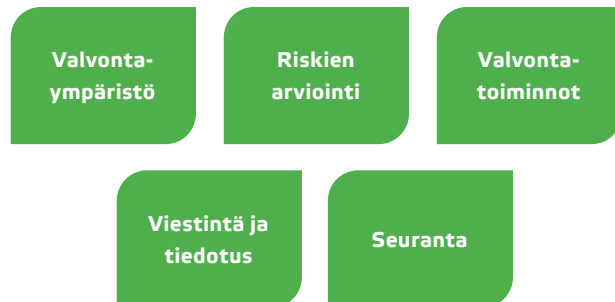 Valvonta-
ympäristö
Riskien
arviointi
Valvonta-
toiminnot
Viestintä ja
tiedotus
Seuranta